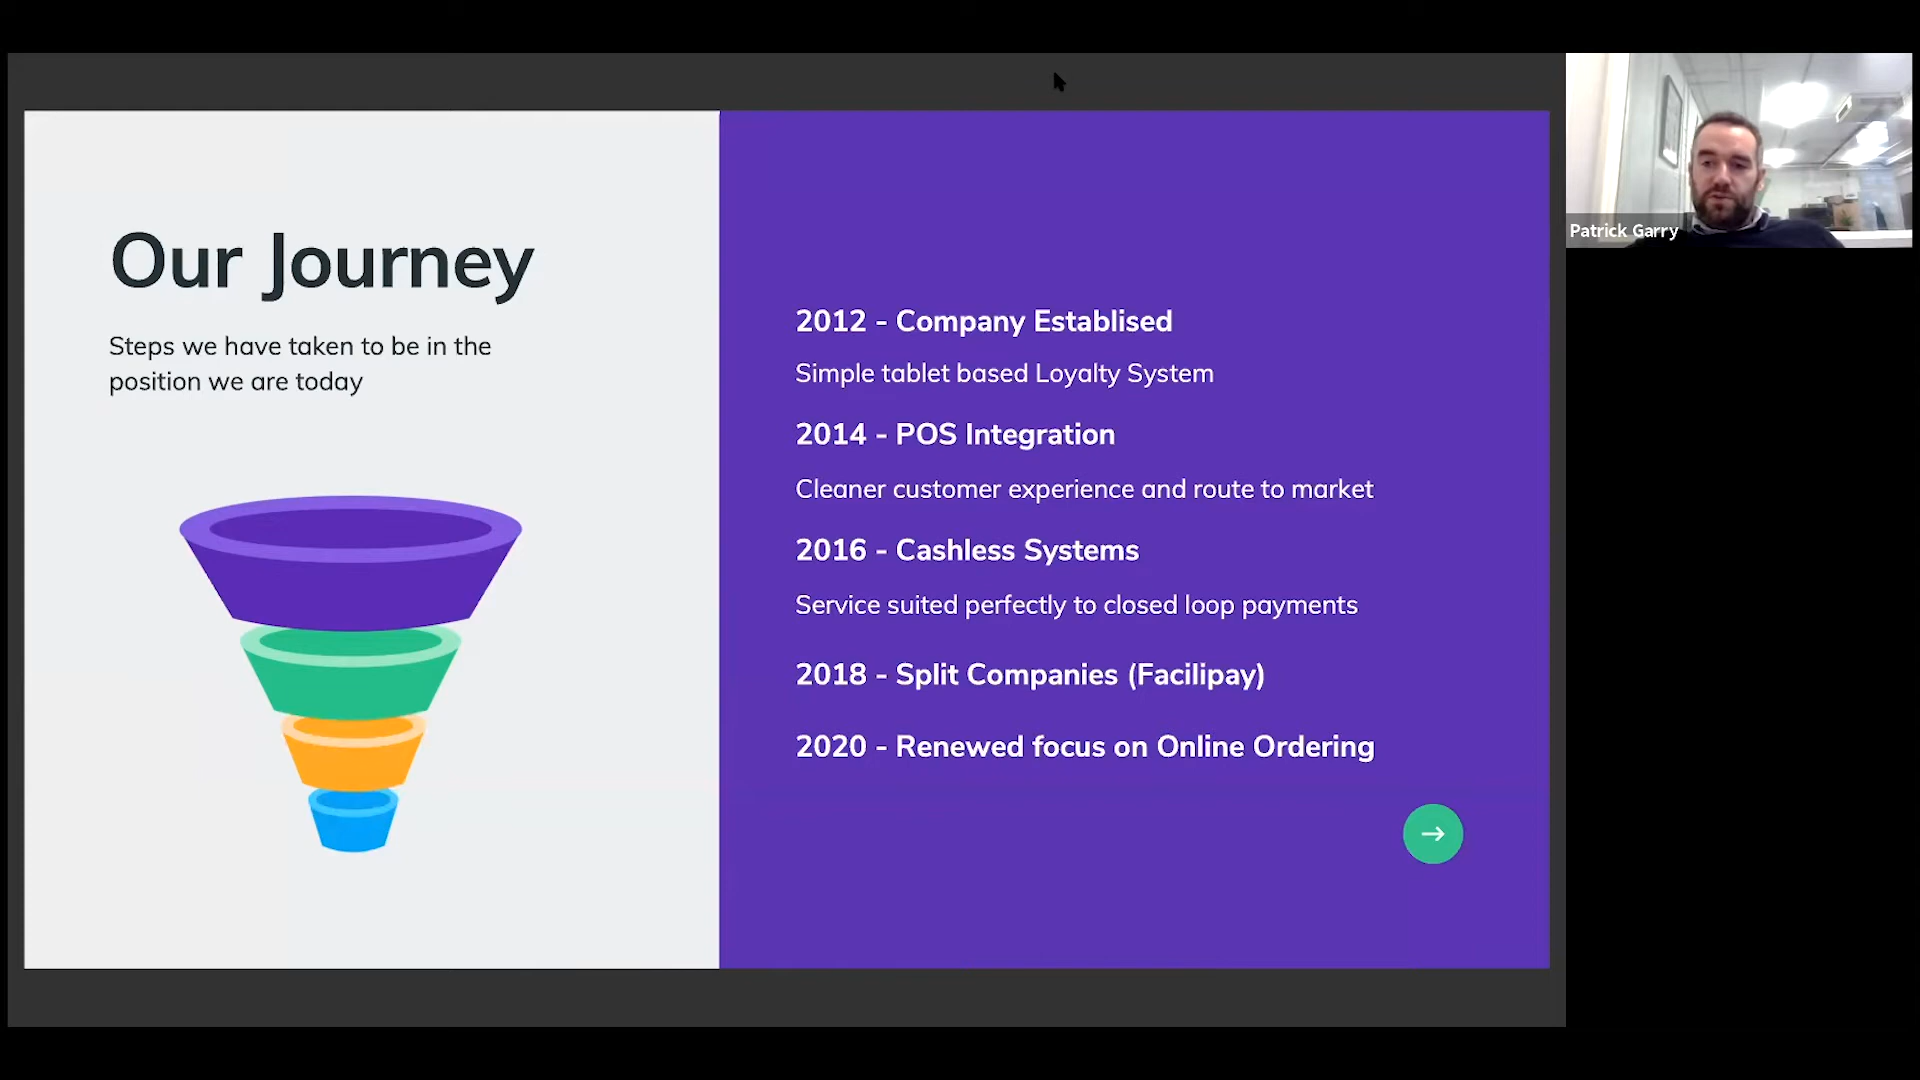 Our Journey
Steps we have taken to be in the
position we are today
2012 - Company Establised
Simple tablet based Loyalty System
2014 - POS Integration
Cleaner customer experience and route to market
2016 - Cashless Systems
Service suited perfectly to closed loop payments
2018 - Split Companies (Facilipay)
2020 - Renewed focus on Online Ordering
Patrick Garry